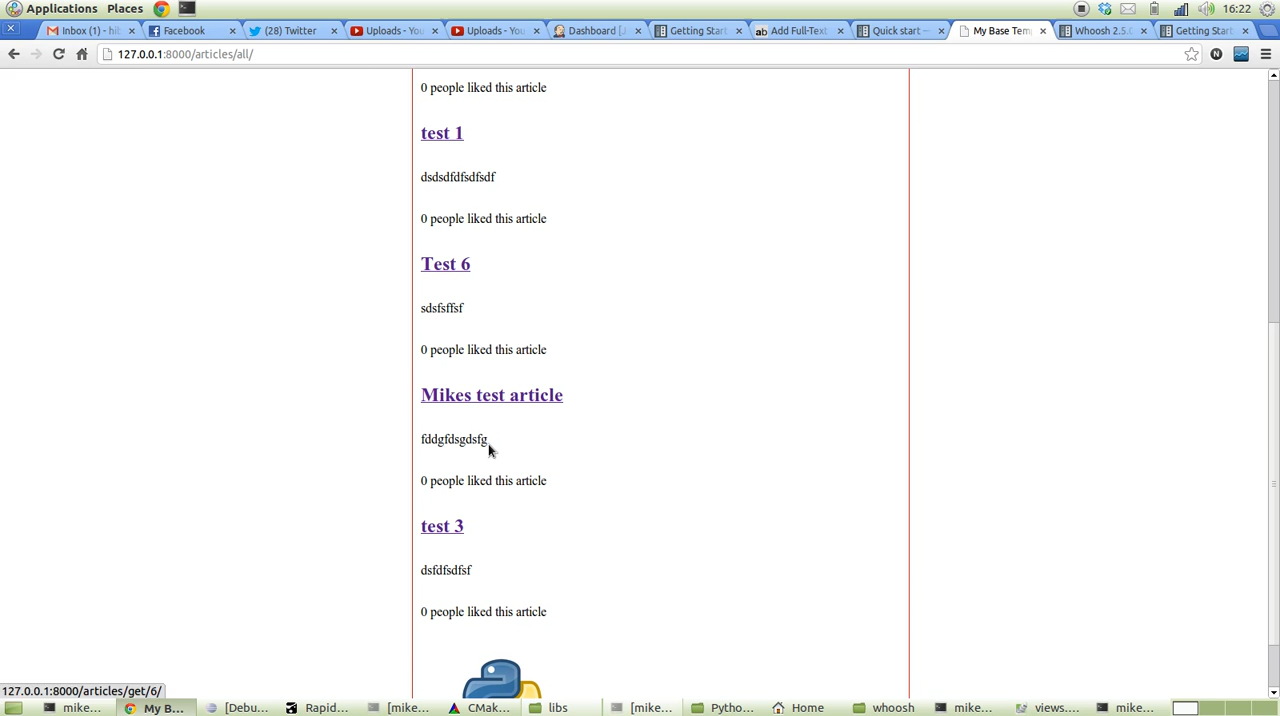 Applications Places 16:22
Inbox (1) - hi Facebook (28) Twitter Uploads - You Uploads - You Dashboard [J Getting Start Add Full-Text Quick start — My Base Tem Whoosh 2.5. Getting Star
127.0.0.1:8000/articles/all/
0 people liked this article
test 1
dsdsdfdfsdfsdf
0 people liked this article
Test 6
sdsfsffsf
0 people liked this article
Mikes test article
fddgfdsgdsfg
0 people liked this article
test 3
dsfdfsdfsf
0 people liked this article
127.0.0.1:8000/articles/get/6/
mike... My B... [Debu... Rapid... [mike... CMak... libs [mike... Pytho... Home whoosh mike... views.... mike...